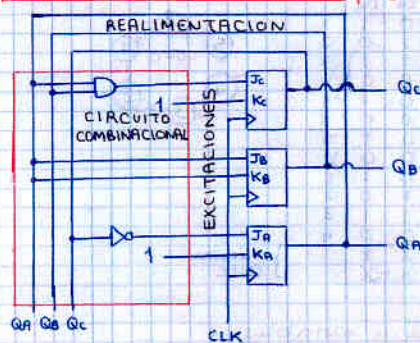 REALIMENTACION
CIRCUITO
COMBINACIONAL
EXCITACIONES
1
JC
KC
QC
JB
KB
QB
JA
1
KA
QA
QA QB QC
CLK